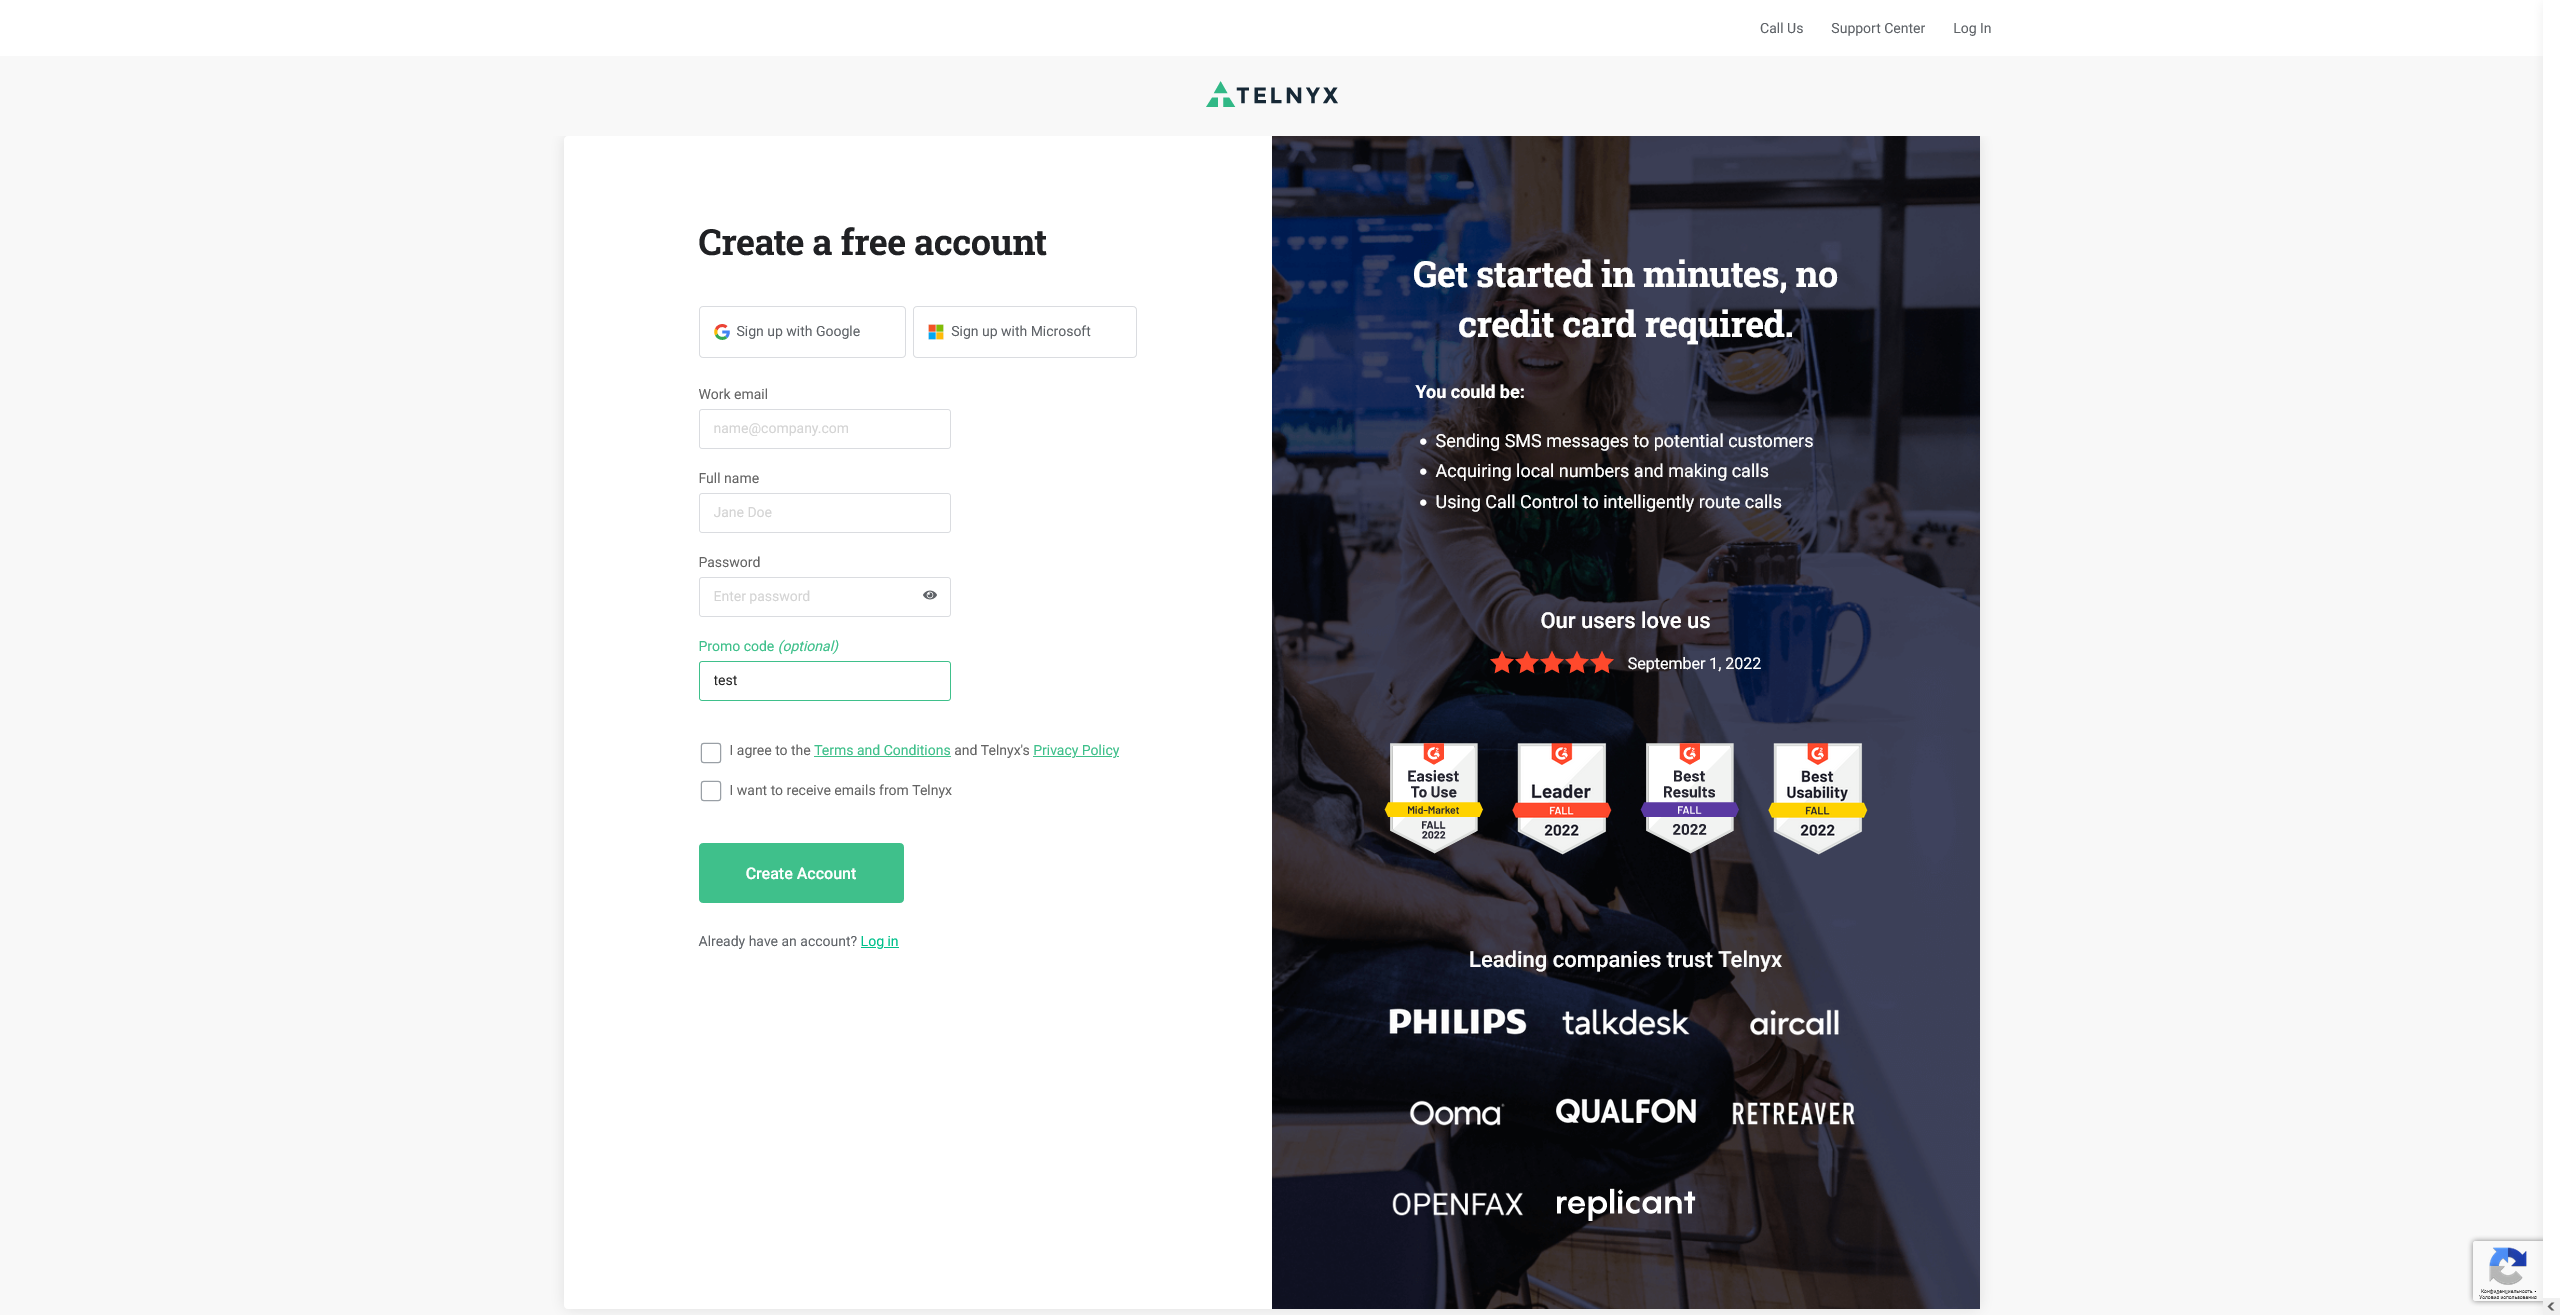 Call Us Support Center Log In
TELNYX
Create a free account
Sign up with Google Sign up with Microsoft
Work email
name@company.com
Full name
Jane Doe
Password
Enter password
Promo code (optional)
test
I agree to the Terms and Conditions and Telnyx's Privacy Policy
I want to receive emails from Telnyx
Create Account
Already have an account? Log in
Get started in minutes, no
credit card required.
You could be:
• Sending SMS messages to potential customers
• Acquiring local numbers and making calls
• Using Call Control to intelligently route calls
Our users love us
September 1, 2022
Easiest
To Use
Mid-Market
FALL
2022
Leader
FALL
2022
Best
Results
FALL
2022
Best
Usability
FALL
2022
Leading companies trust Telnyx
PHILIPS talkdesk aircall
Ooma QUALFON RETREAVER
OPENFAX replicant
Конфиденциальность -
Условия использования